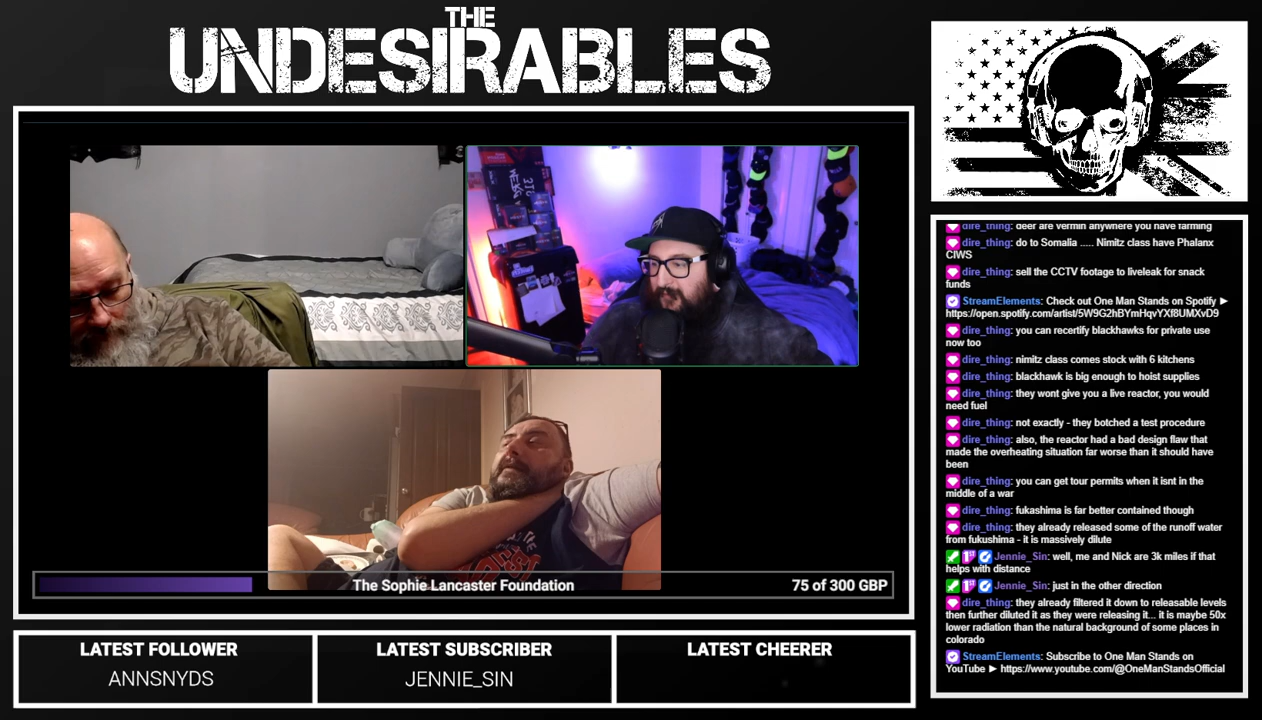 THE
UNDESIRABLES
dire_thing: deer are vermin anywhere you have farming
dire_thing: do to Somalia ..... Nimitz class have Phalanx
CIWS
dire_thing: sell the CCTV footage to liveleak for snack
funds
StreamElements: Check out One Man Stands on Spotify ►
https://open.spotify.com/artist/5W9G2hBYmHqvYXf8UMXvD9
dire_thing: you can recertify blackhawks for private use
now too
dire_thing: nimitz class comes stock with 6 kitchens
dire_thing: blackhawk is big enough to hoist supplies
dire_thing: they wont give you a live reactor, you would
need fuel
dire_thing: not exactly - they botched a test procedure
dire_thing: also, the reactor had a bad design flaw that
made the overheating situation far worse than it should have
been
dire_thing: you can get tour permits when it isnt in the
middle of a war
dire_thing: fukashima is far better contained though
dire_thing: they already released some of the runoff water
from fukushima - it is massively dilute
Jennie_Sin: well, me and Nick are 3k miles if that
helps with distance
Jennie_Sin: just in the other direction
dire_thing: they already filtered it down to releasable levels
then further diluted it as they were releasing it... it is maybe 50x
lower radiation than the natural background of some places in
colorado
StreamElements: Subscribe to One Man Stands on
YouTube ► https://www.youtube.com/@OneManStandsOfficial
The Sophie Lancaster Foundation
75 of 300 GBP
LATEST FOLLOWER
ANNSNYDS
LATEST SUBSCRIBER
JENNIE_SIN
LATEST CHEERER